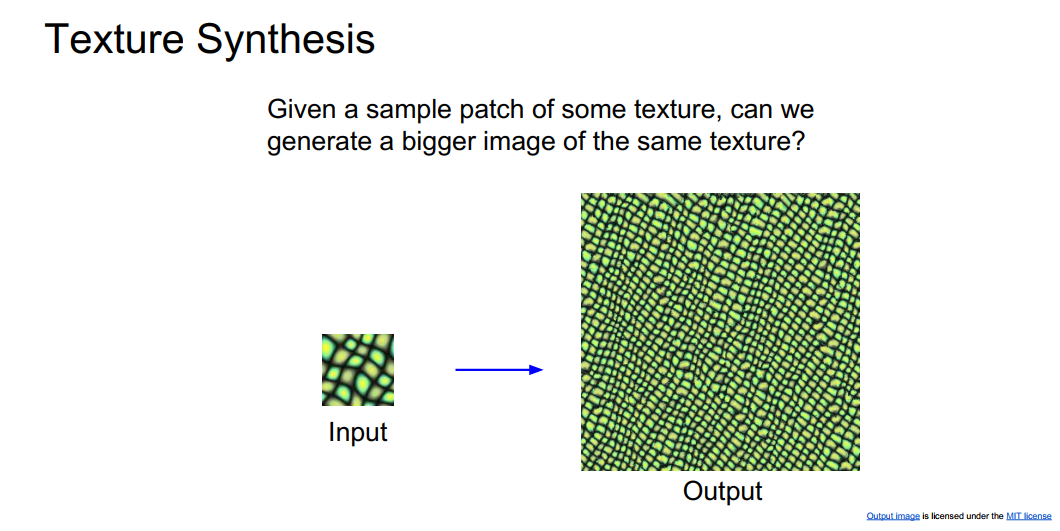 Texture Synthesis
Given a sample patch of some texture, can we
generate a bigger image of the same texture?
Input
Output
Output image is licensed under the MIT license